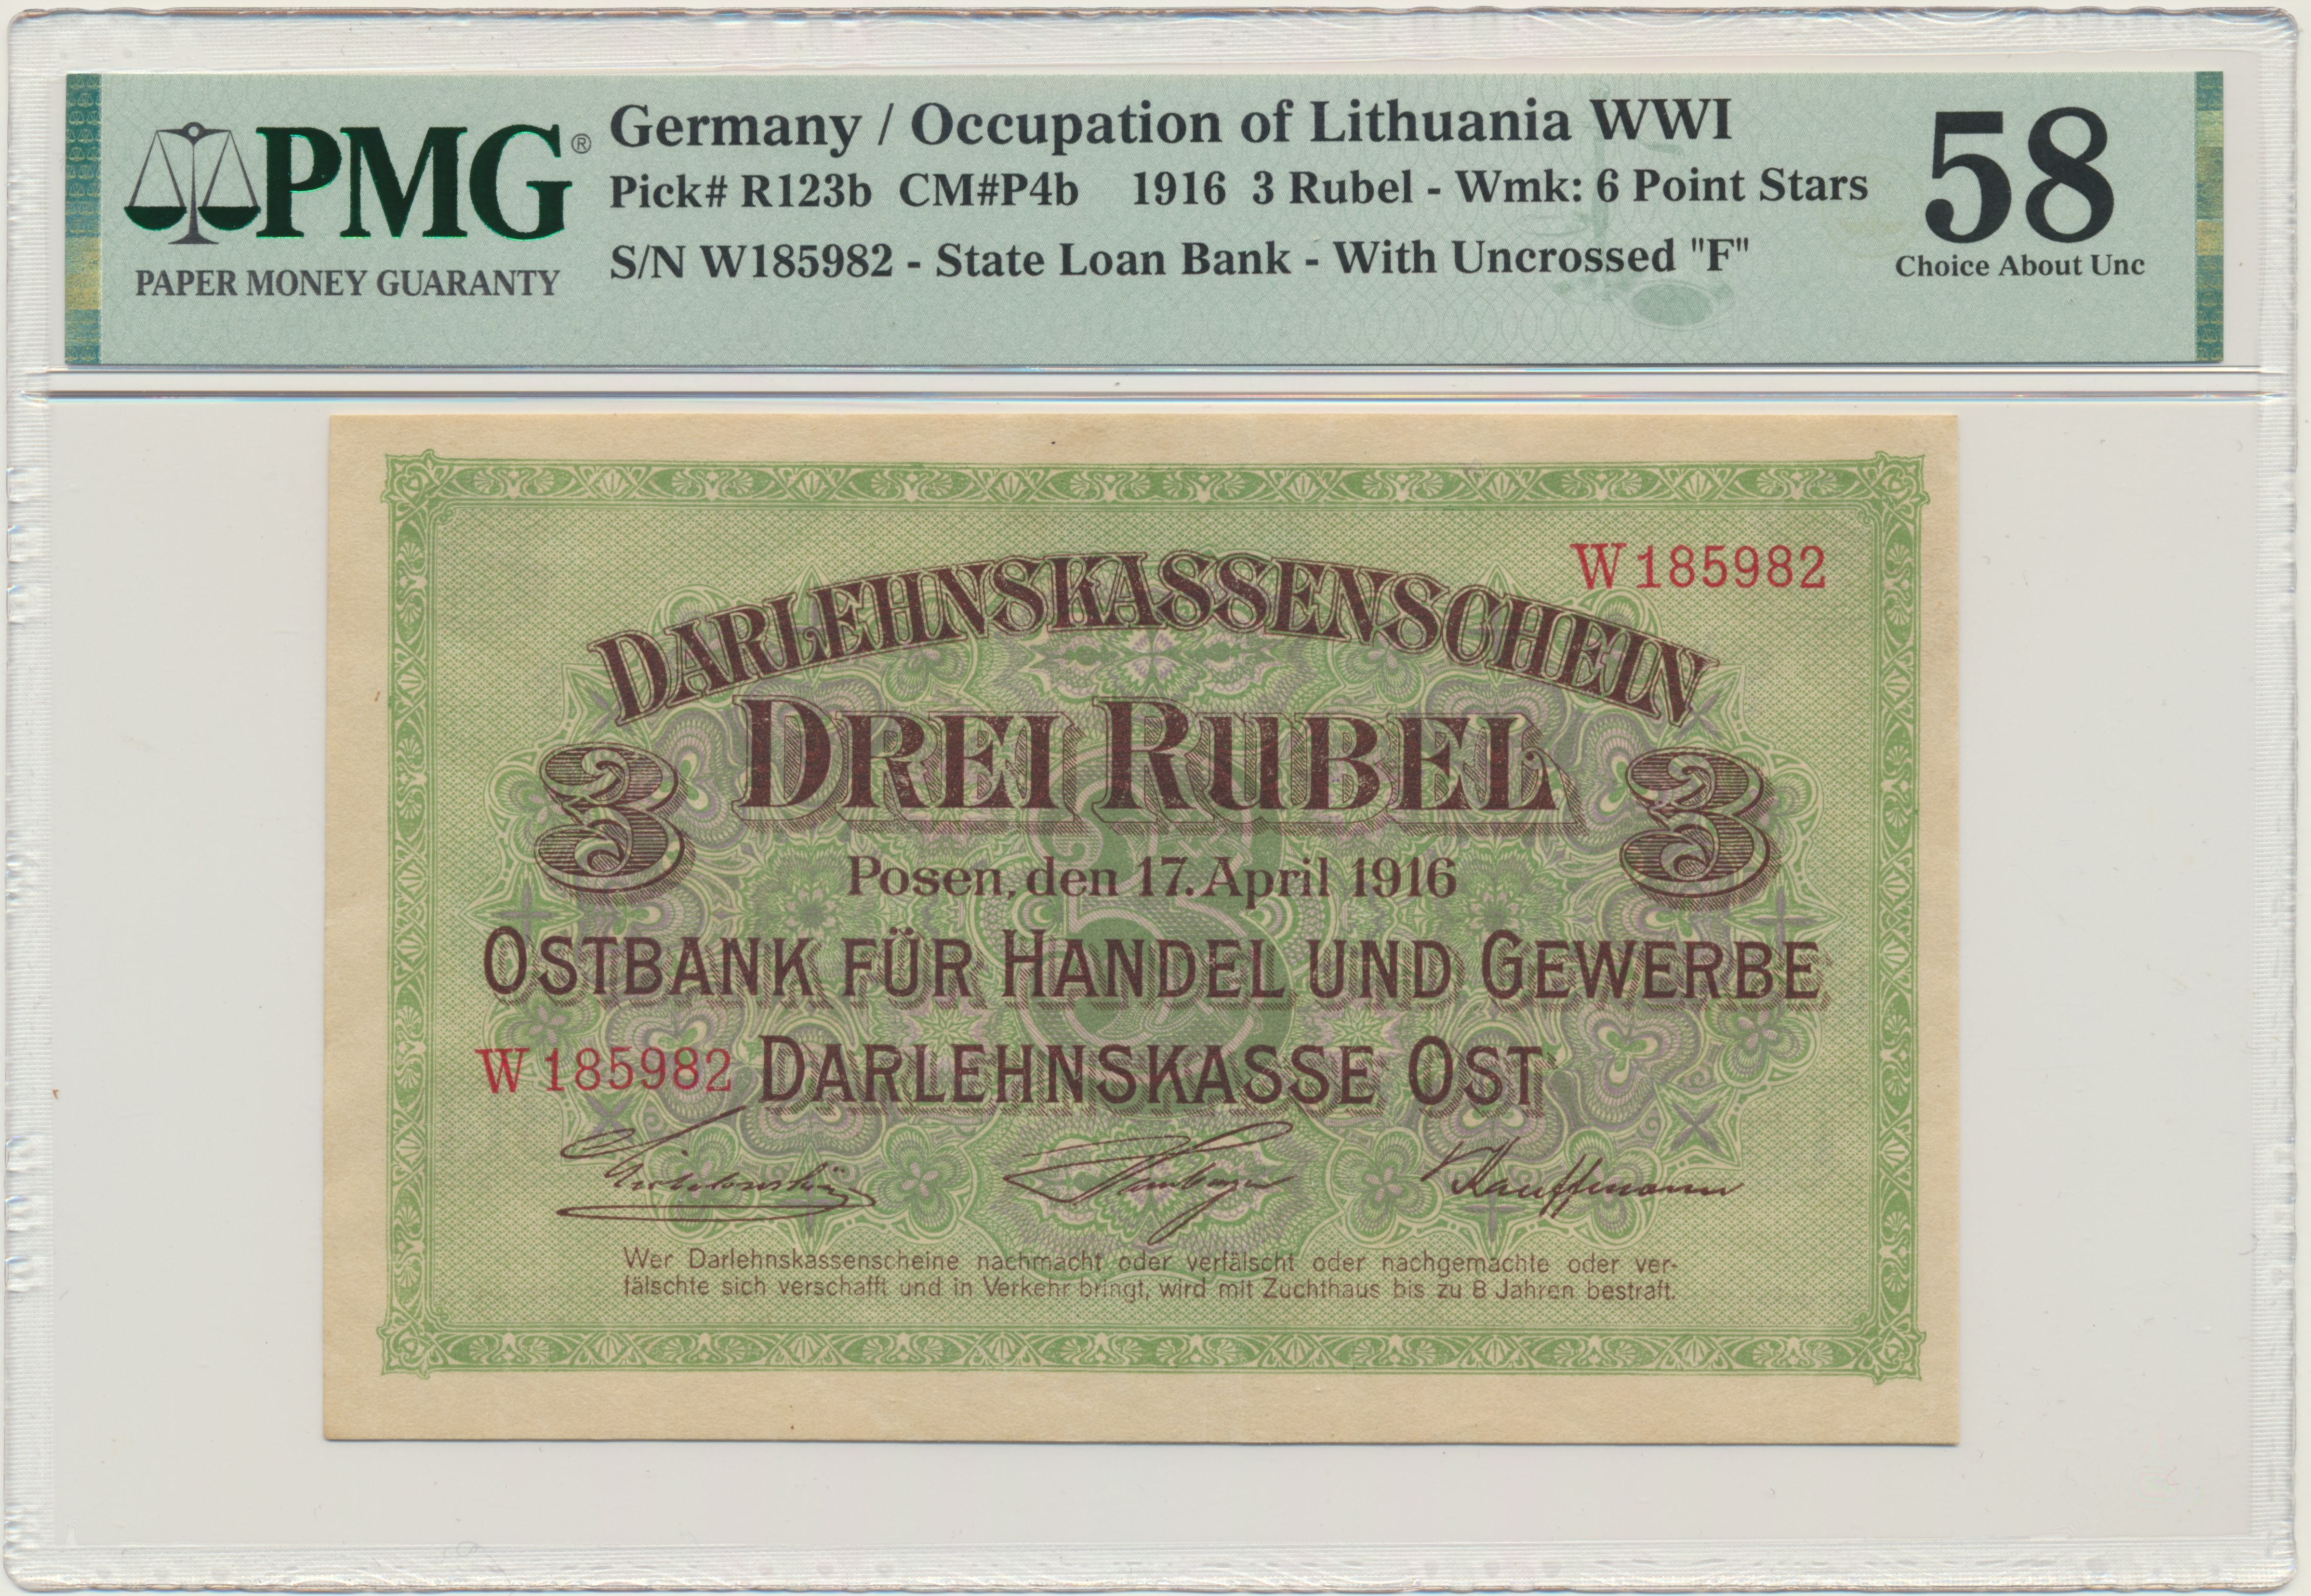 PMG®
PAPER MONEY GUARANTY
Germany / Occupation of Lithuania WWI
Pick# R123b CM#P4b 1916 3 Rubel - Wmk: 6 Point Stars
S/N W185982 - State Loan Bank - With Uncrossed "F"
58
Choice About Unc
W185982
DARLEHNSKASSENSCHEIN
DREI RUBEL
3 3
Posen, den 17. April 1916
OSTBANK FÜR HANDEL UND GEWERBE
W185982 DARLEHNSKASSE OST
Kauffmann
Wer Darlehnskassenscheine nachmacht oder verfälscht oder nachgemachte oder ver-
fälschte sich verschafft und in Verkehr bringt, wird mit Zuchthaus bis zu 8 Jahren bestraft.